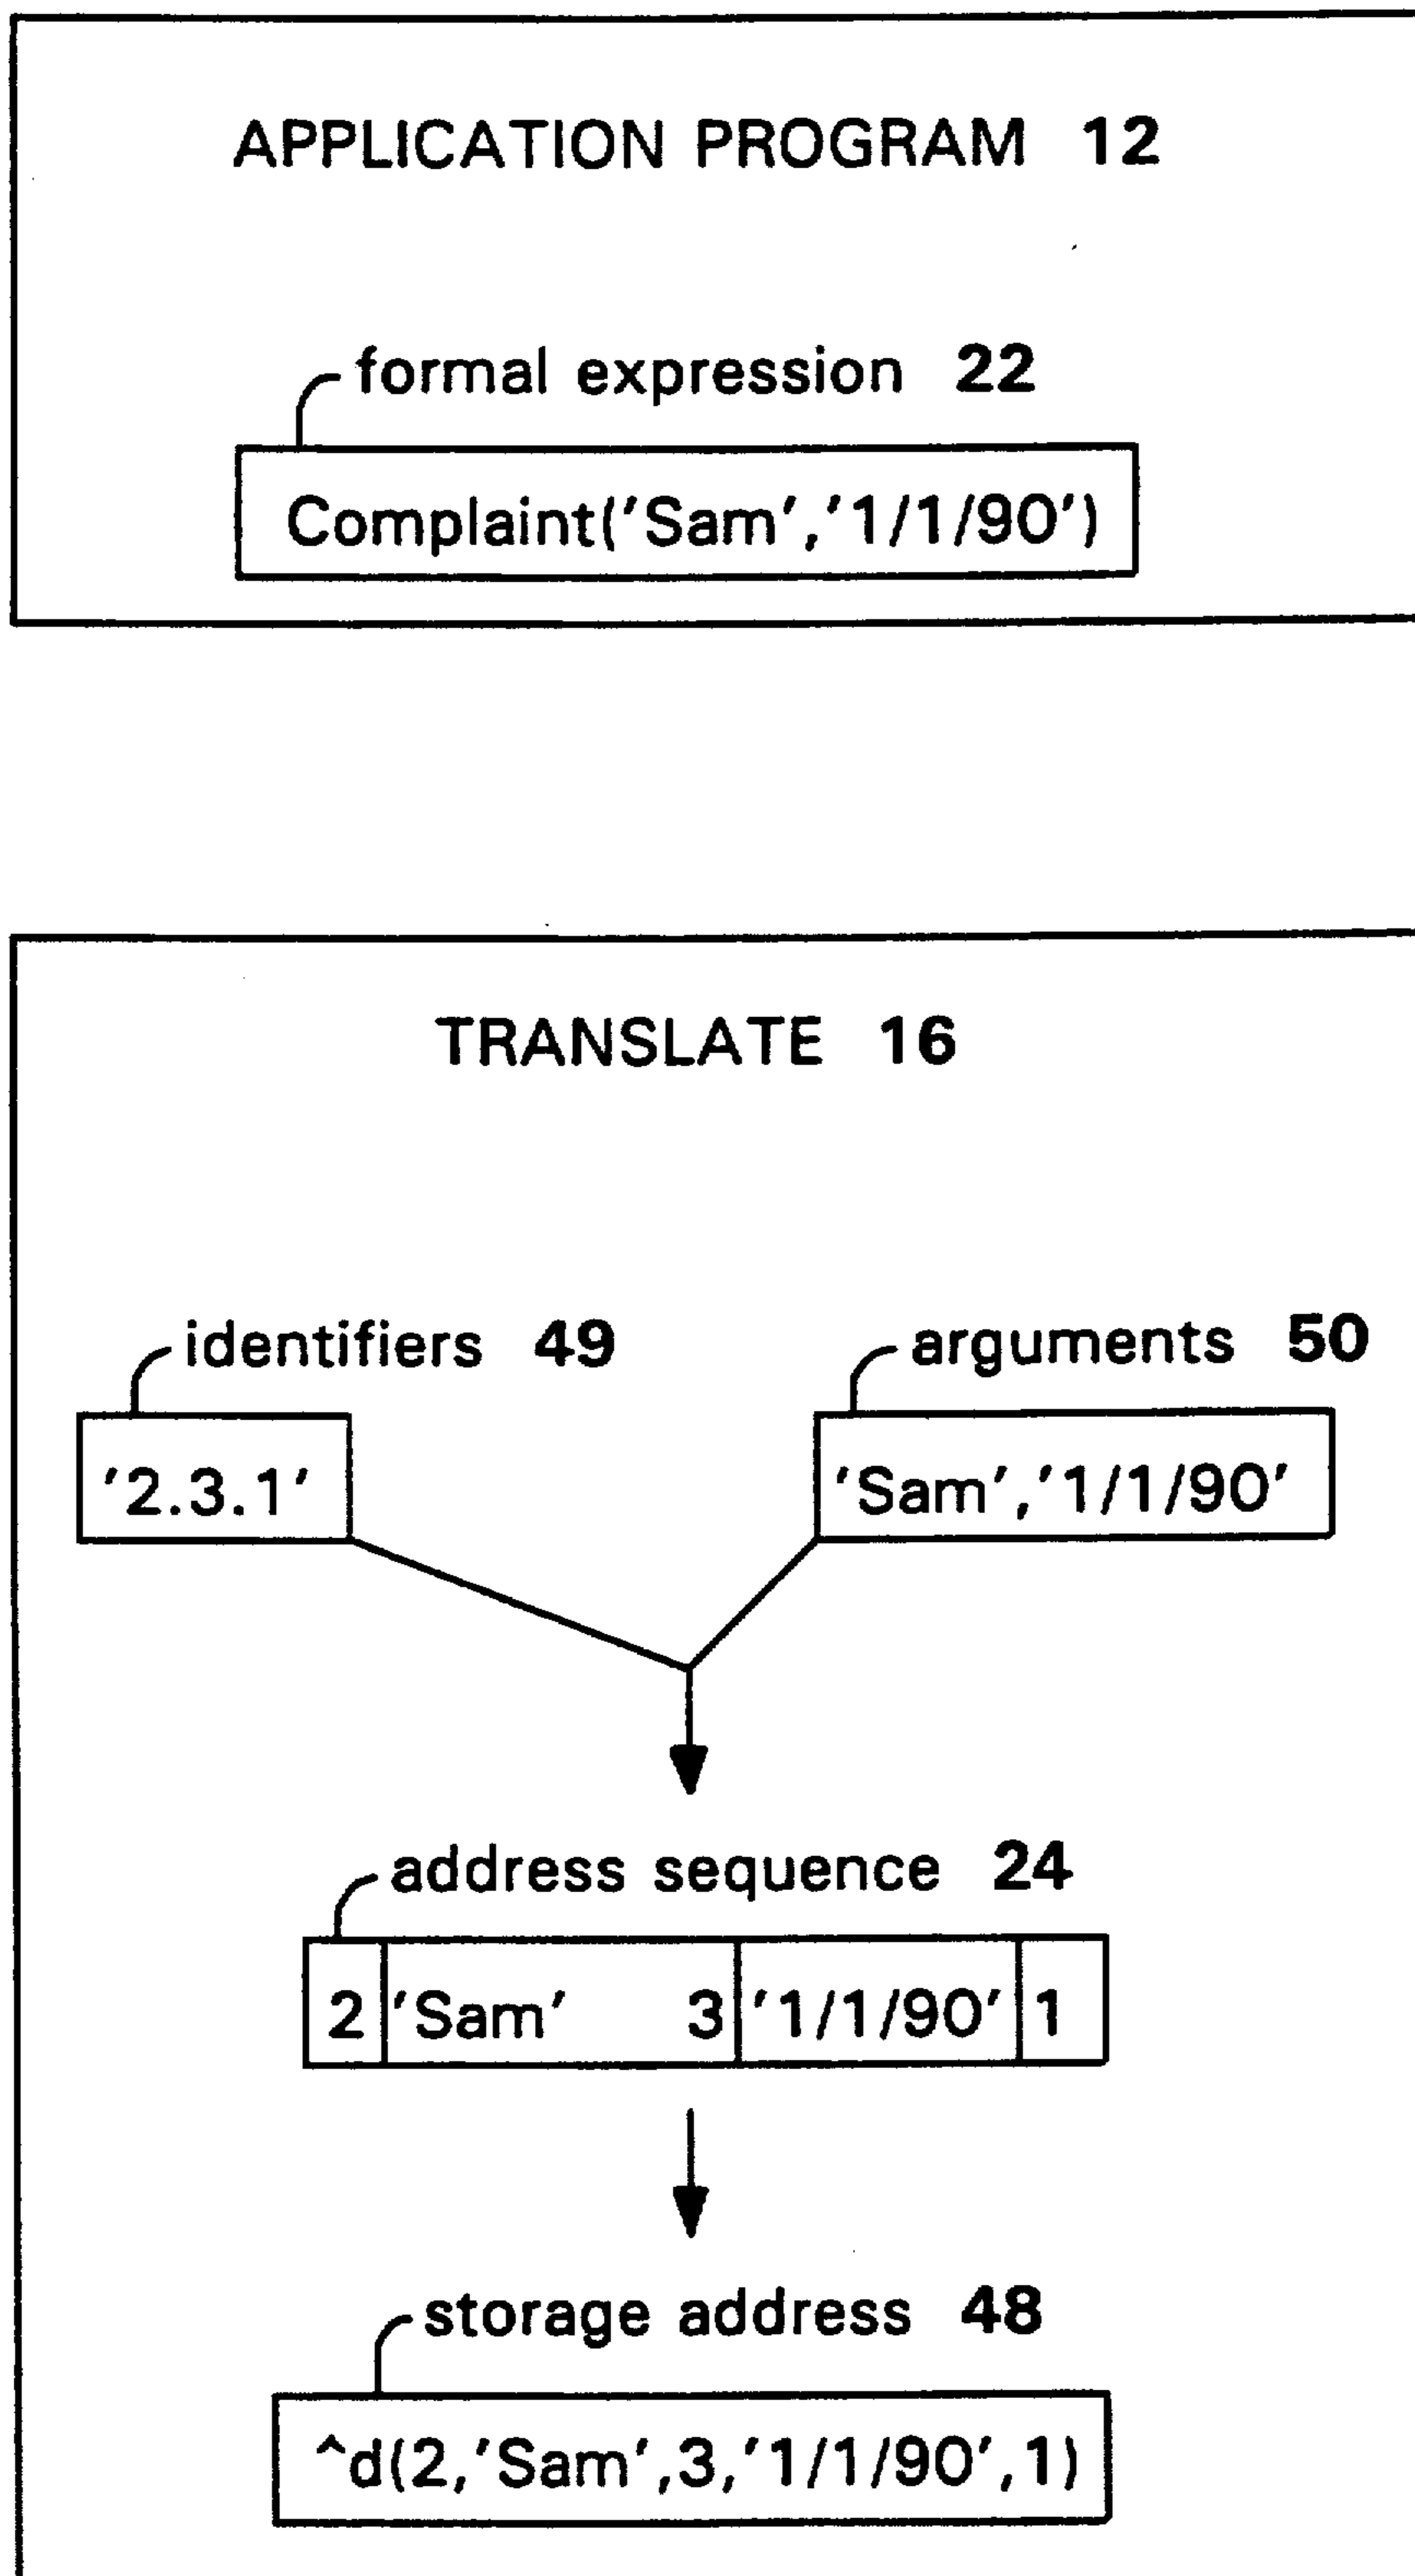 APPLICATION PROGRAM 12
formal expression 22
Complaint('Sam','1/1/90')
TRANSLATE 16
identifiers 49
arguments 50
'2.3.1'
'Sam','1/1/90'
address sequence 24
2 'Sam' 3 '1/1/90' 1
storage address 48
^d(2,'Sam',3,'1/1/90',1)